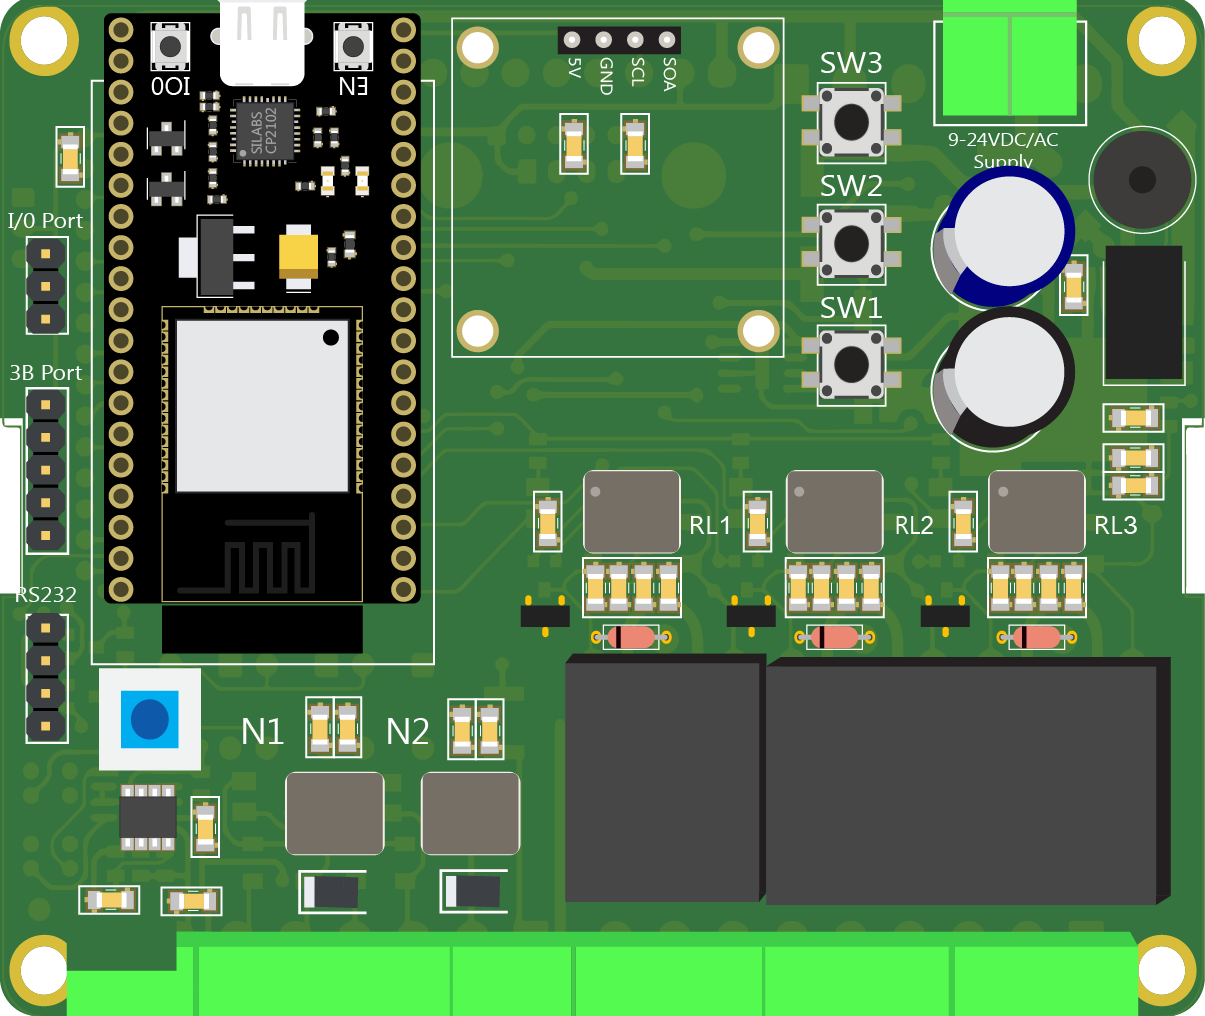 IO0
EN
SILABS
CP2102
5V
GND
SCL
SOA
SW3
9-24VDC/AC
Supply
SW2
I/0 Port
SW1
3B Port
RL1
RL2
RL3
RS232
N1
N2